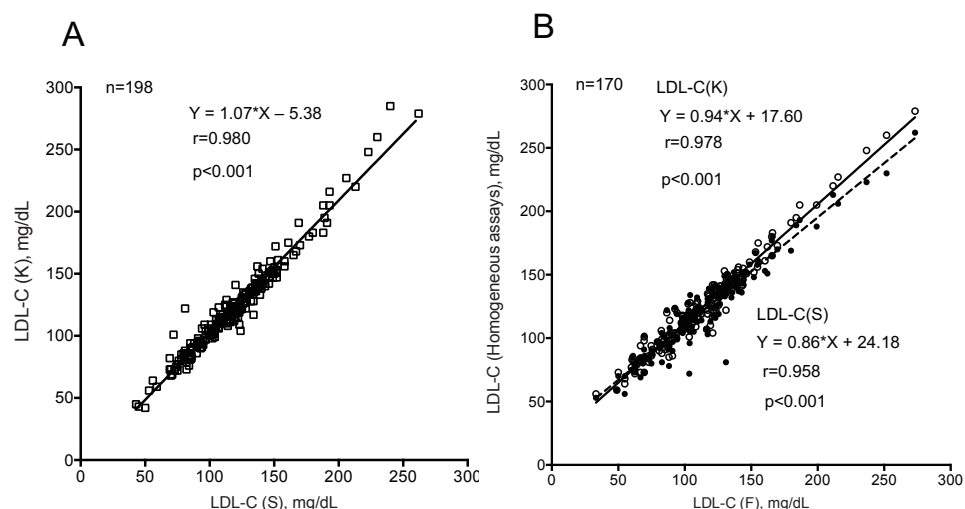 A
n=198
Y = 1.07*X – 5.38
r=0.980
p<0.001
300
250
200
150
100
50
0
LDL-C (K), mg/dL
0
50
100
150
200
250
300
LDL-C (S), mg/dL
B
n=170
LDL-C(K)
Y = 0.94*X + 17.60
r=0.978
p<0.001
LDL-C(S)
Y = 0.86*X + 24.18
r=0.958
p<0.001
300
250
200
150
100
50
0
LDL-C (Homogeneous assays), mg/dL
0
50
100
150
200
250
300
LDL-C (F), mg/dL